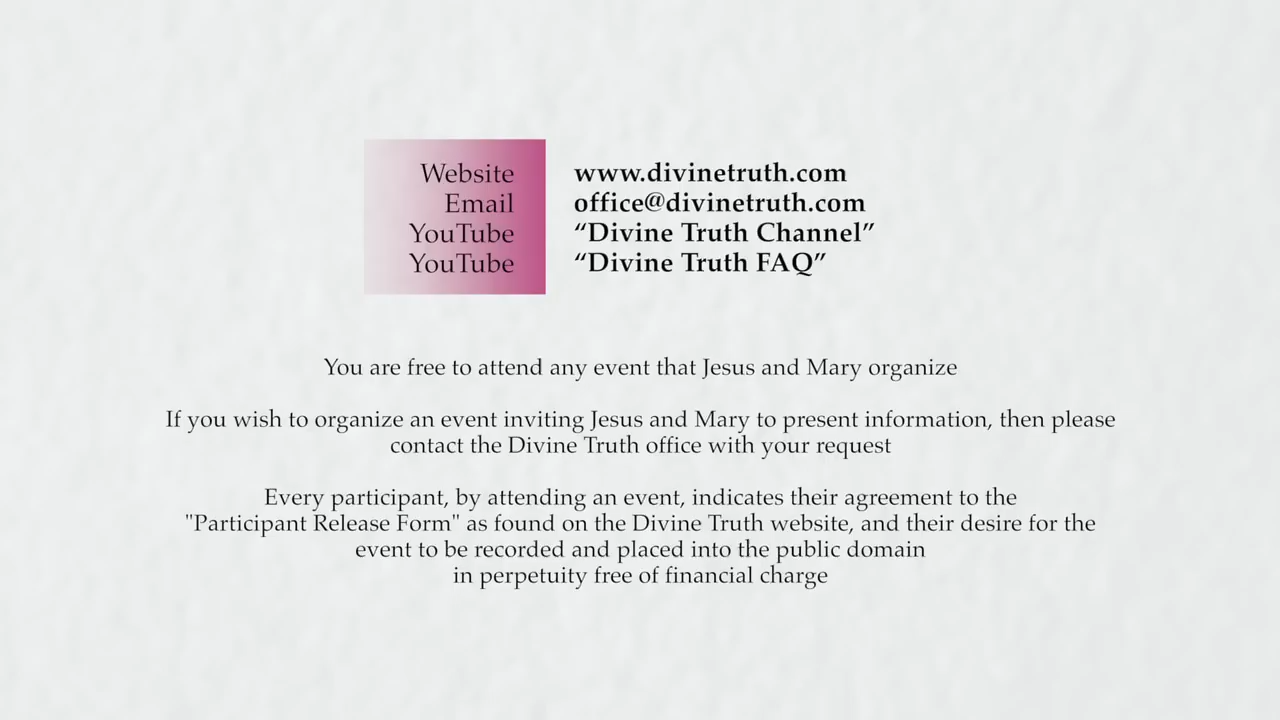 Website www.divinetruth.com
Email office@divinetruth.com
YouTube “Divine Truth Channel”
YouTube “Divine Truth FAQ”
You are free to attend any event that Jesus and Mary organize
If you wish to organize an event inviting Jesus and Mary to present information, then please
contact the Divine Truth office with your request
Every participant, by attending an event, indicates their agreement to the
"Participant Release Form" as found on the Divine Truth website, and their desire for the
event to be recorded and placed into the public domain
in perpetuity free of financial charge